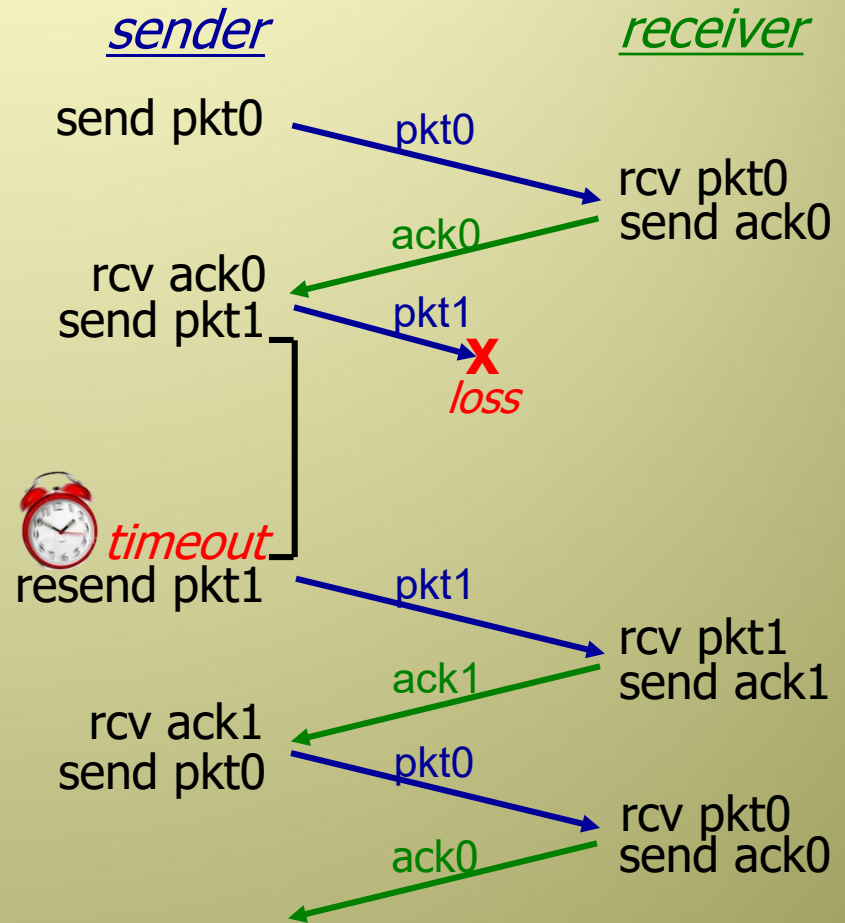 sender
receiver
send pkt0
pkt0
rcv pkt0
send ack0
ack0
rcv ack0
send pkt1
pkt1
X
loss
timeout
resend pkt1
pkt1
rcv pkt1
send ack1
ack1
rcv ack1
send pkt0
pkt0
rcv pkt0
send ack0
ack0